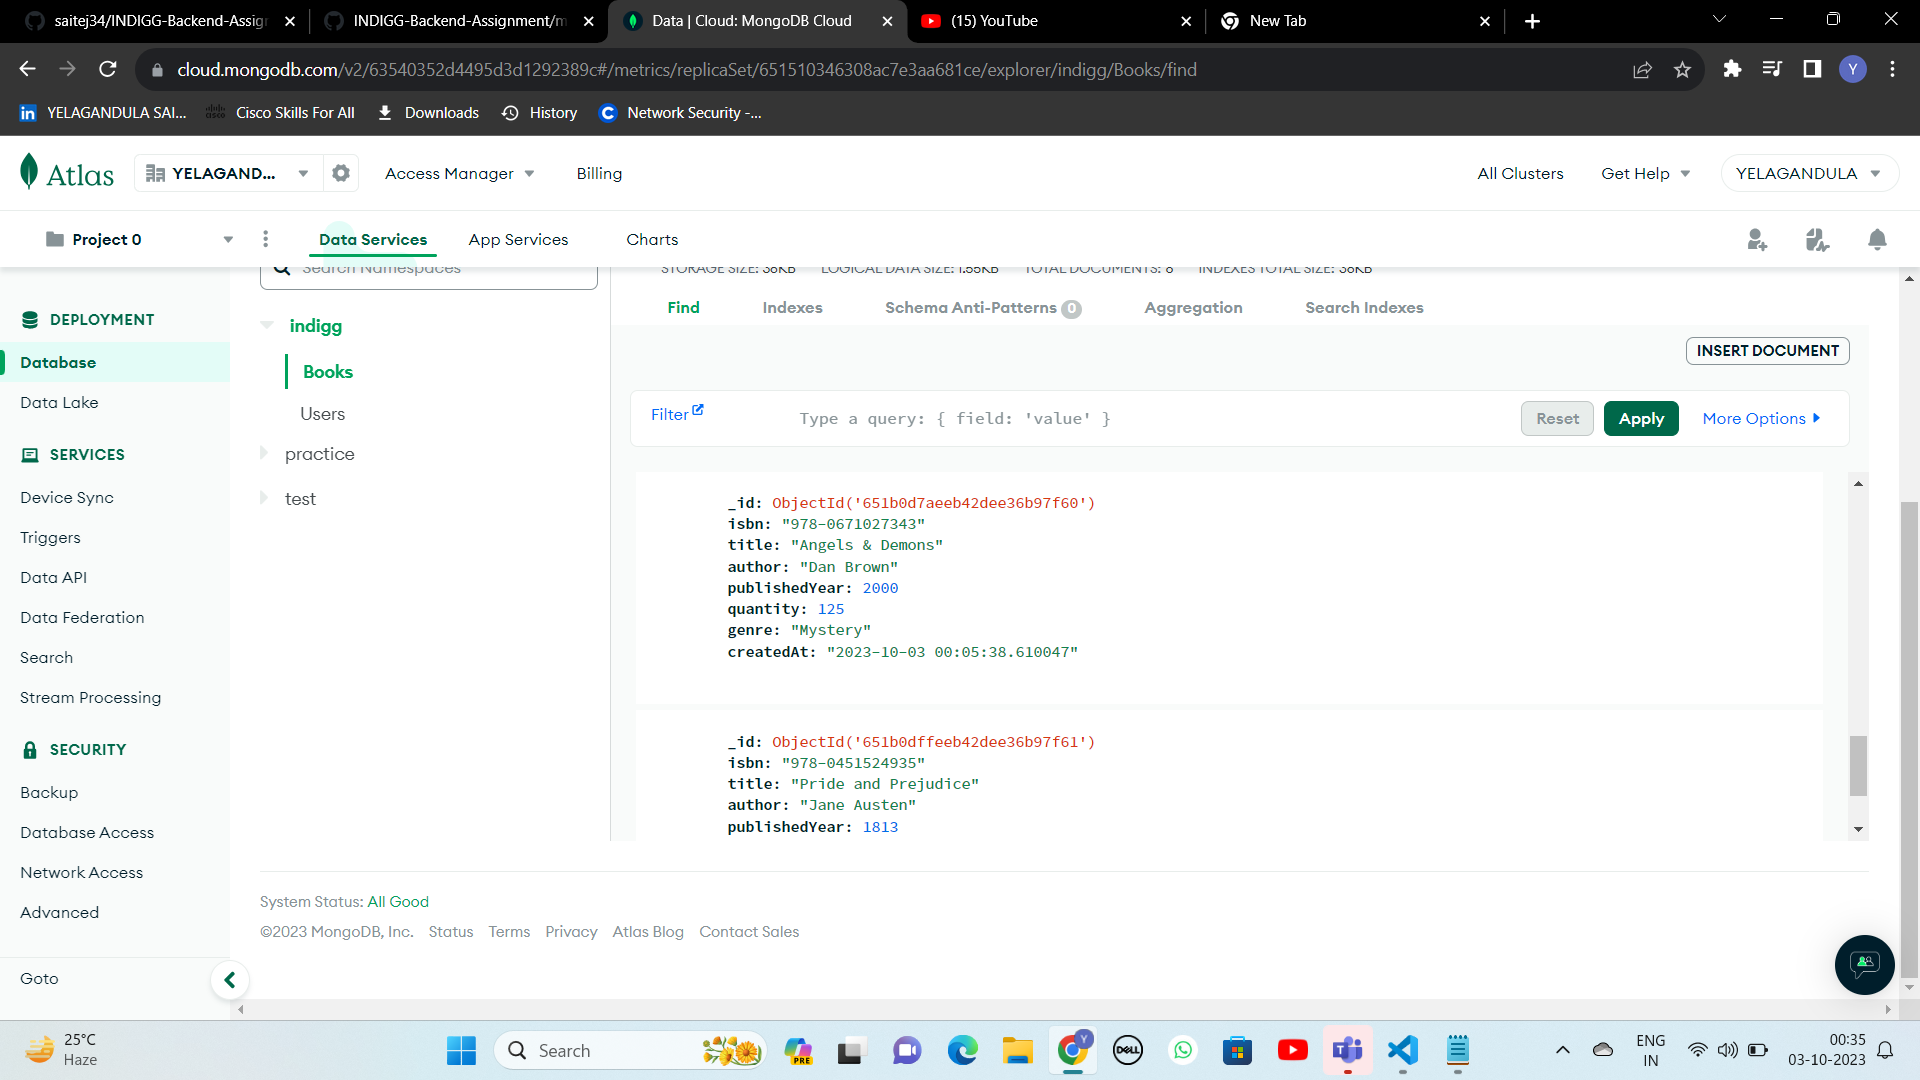 saitej34/INDIGG-Backend-Assign
INDIGG-Backend-Assignment/m
Data | Cloud: MongoDB Cloud
(15) YouTube
New Tab
cloud.mongodb.com/v2/63540352d4495d3d1292389c#/metrics/replicaSet/651510346308ac7e3aa681ce/explorer/indigg/Books/find
Y
YELAGANDULA SAI...
Cisco Skills For All
Downloads
History
Network Security -...
Atlas
YELAGAND...
Access Manager
Billing
All Clusters
Get Help
YELAGANDULA
Project 0
Data Services
App Services
Charts
DEPLOYMENT
Database
Data Lake
SERVICES
Device Sync
Triggers
Data API
Data Federation
Search
Stream Processing
SECURITY
Backup
Database Access
Network Access
Advanced
Goto
Search Namespaces
indigg
Books
Users
practice
test
STORAGE SIZE: 36KB LOGICAL DATA SIZE: 1.55KB TOTAL DOCUMENTS: 8 INDEXES TOTAL SIZE: 36KB
Find
Indexes
Schema Anti-Patterns 0
Aggregation
Search Indexes
INSERT DOCUMENT
Filter
Type a query: { field: 'value' }
Reset
Apply
More Options
_id: ObjectId('651b0d7aeeb42dee36b97f60')
isbn: "978-0671027343"
title: "Angels & Demons"
author: "Dan Brown"
publishedYear: 2000
quantity: 125
genre: "Mystery"
createdAt: "2023-10-03 00:05:38.610047"
_id: ObjectId('651b0dffeeb42dee36b97f61')
isbn: "978-0451524935"
title: "Pride and Prejudice"
author: "Jane Austen"
publishedYear: 1813
System Status: All Good
©2023 MongoDB, Inc. Status Terms Privacy Atlas Blog Contact Sales
25°C
Haze
Search
PRE
Y
DELL
ENG
IN
00:35
03-10-2023